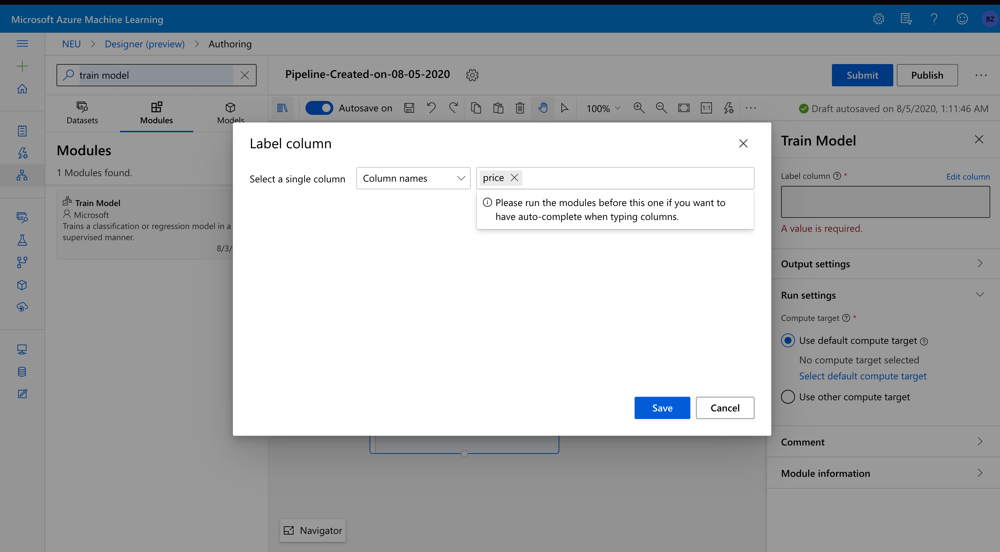 Microsoft Azure Machine Learning
BZ
NEU > Designer (preview) > Authoring
train model
Pipeline-Created-on-08-05-2020
Submit
Publish
Datasets
Modules
Models
Autosave on
100%
1:1
Draft autosaved on 8/5/2020, 1:11:46 AM
Modules
1 Modules found.
Train Model
Microsoft
Trains a classification or regression model in a
supervised manner.
8/3/
Label column
Select a single column
Column names
price
Please run the modules before this one if you want to
have auto-complete when typing columns.
Save
Cancel
Navigator
Train Model
Label column ? *
Edit column
A value is required.
Output settings
Run settings
Compute target ? *
Use default compute target ?
No compute target selected
Select default compute target
Use other compute target
Comment
Module information